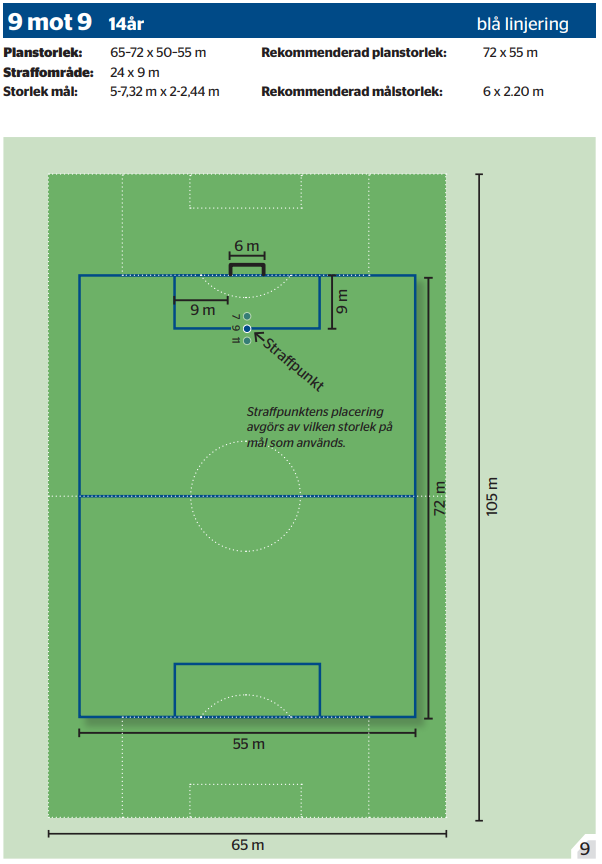 9 mot 9 14år blå linjering
Planstorlek: 65-72 x 50-55 m Rekommenderad planstorlek: 72 x 55 m
Straffområde: 24 x 9 m
Storlek mål: 5-7,32 m x 2-2,44 m Rekommenderad målstorlek: 6 x 2.20 m
6 m
9 m
9 m
7
9
11
Straffpunkt
Straffpunktens placering
avgörs av vilken storlek på
mål som används.
72 m
105 m
55 m
65 m
9